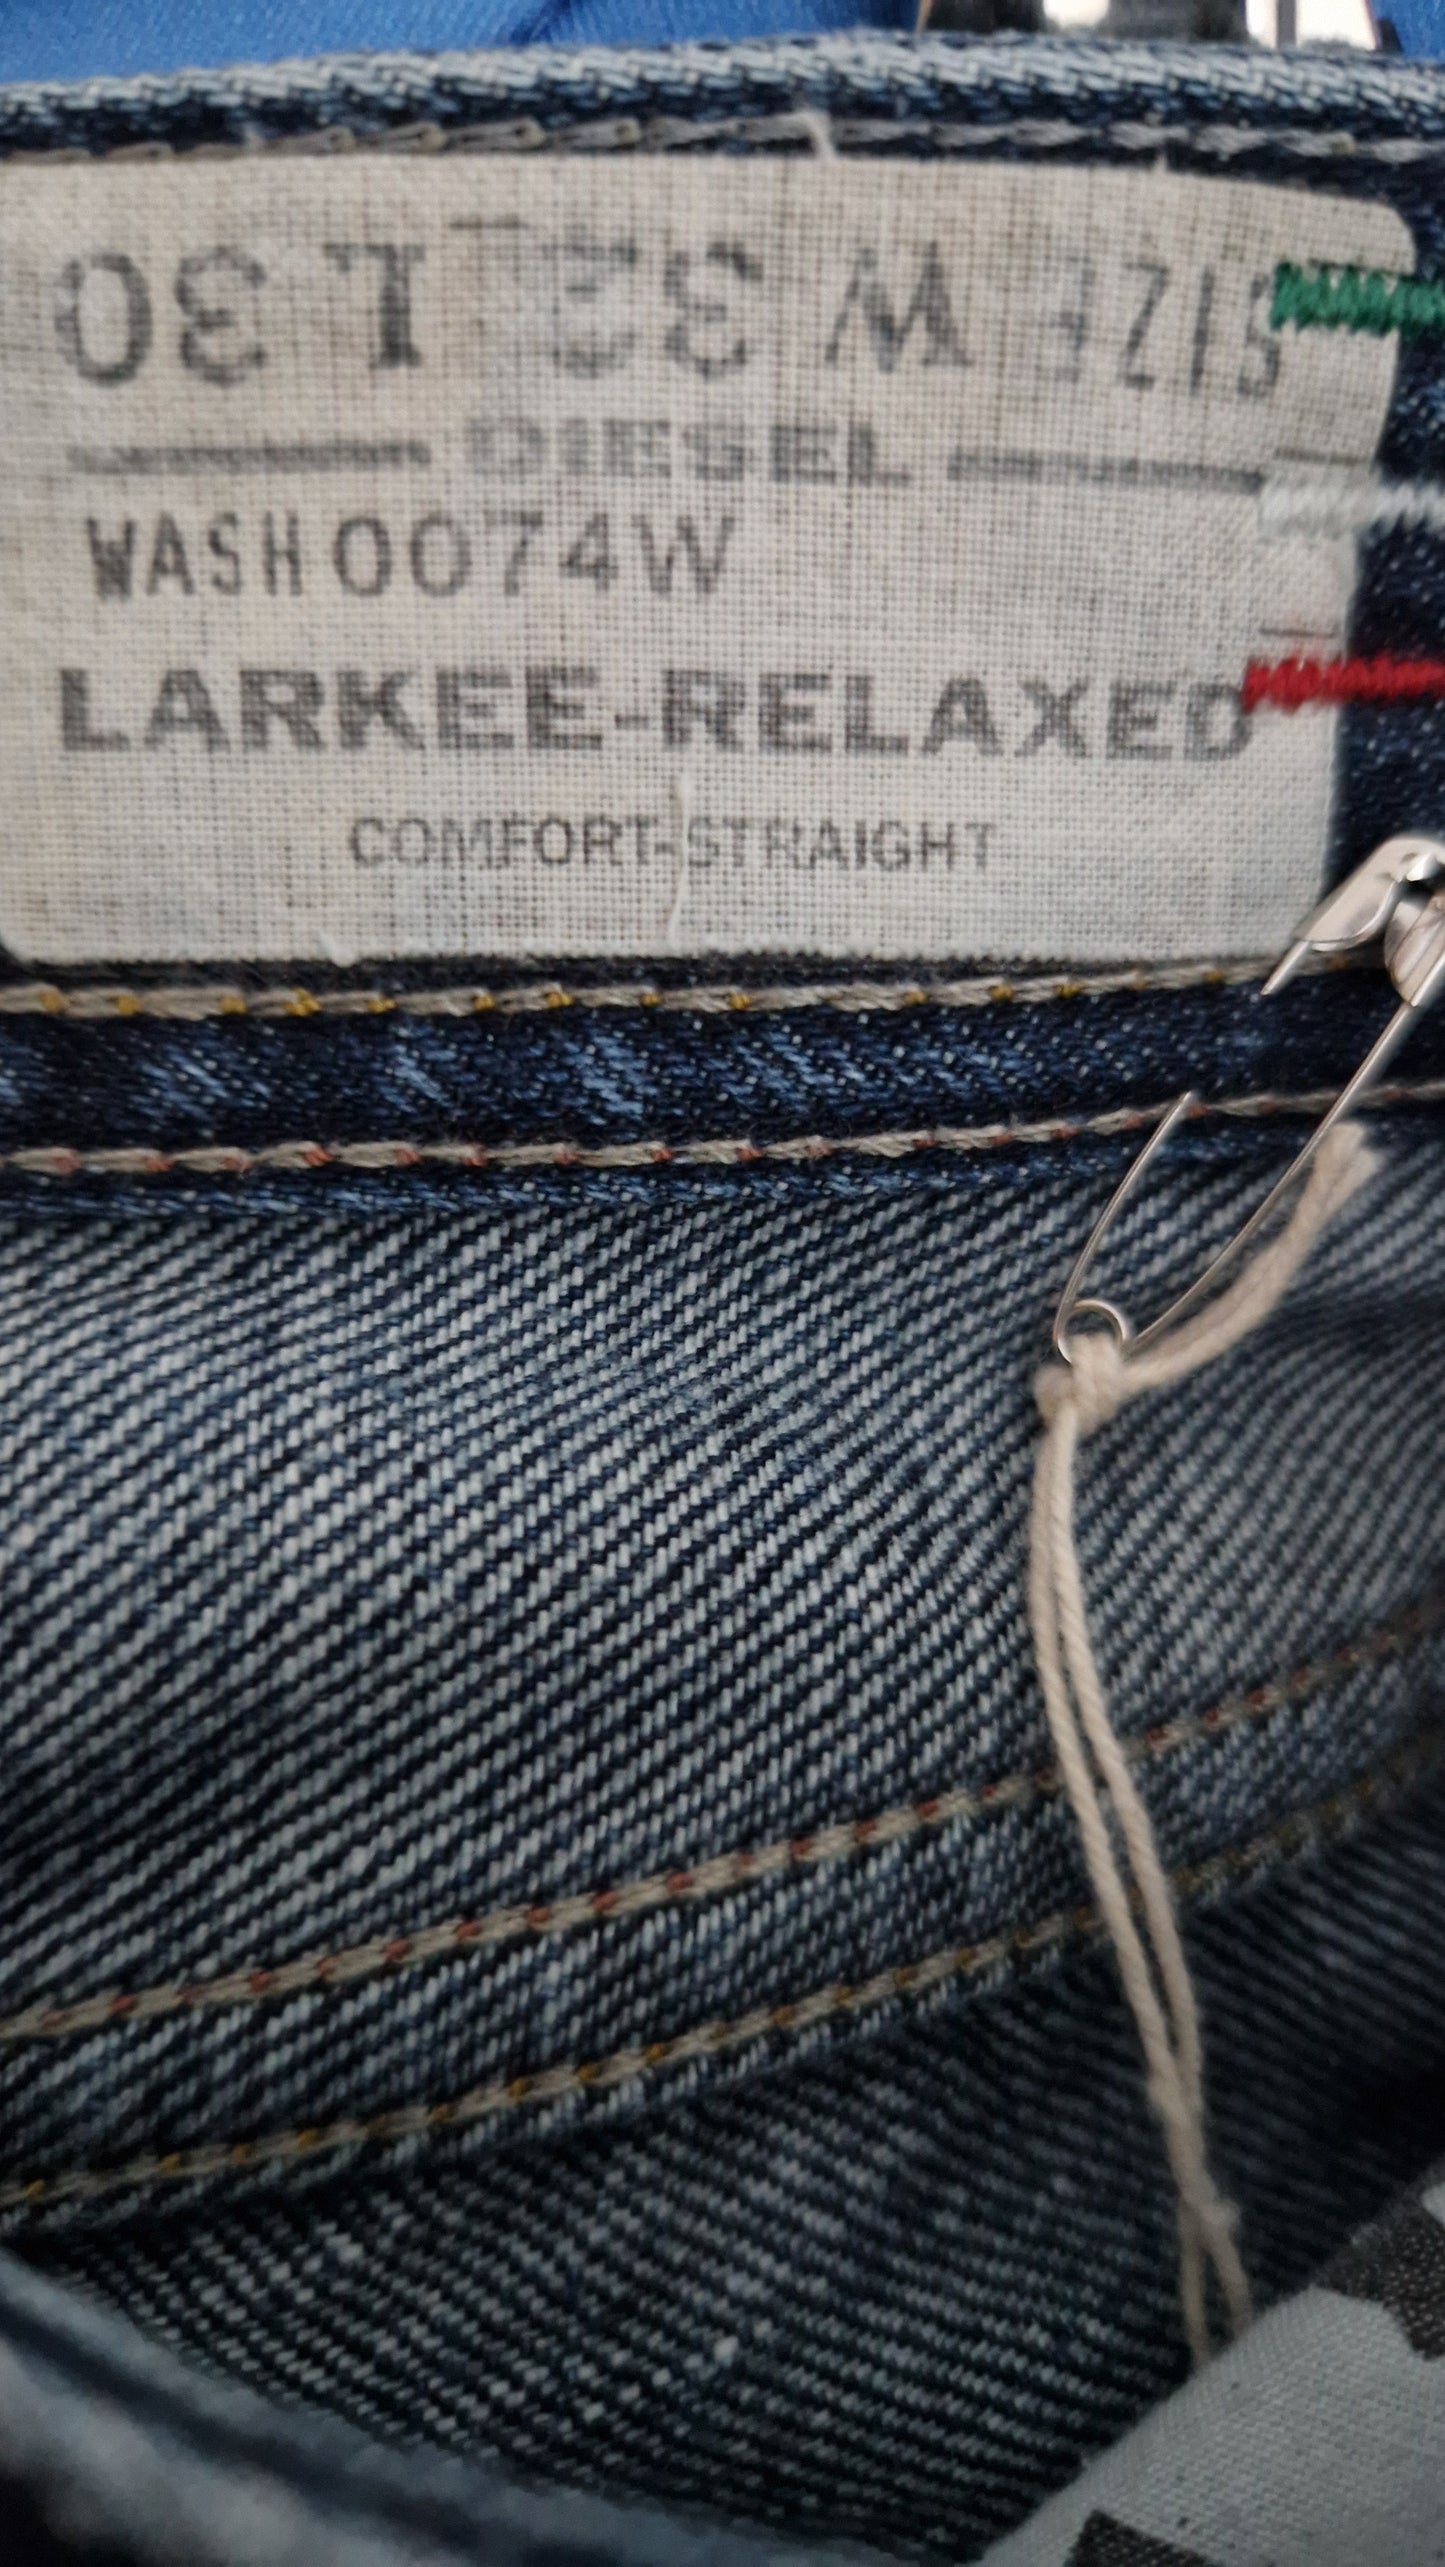 SIZE W 32 L 30
DIESEL
WASH 0074W
LARKEE-RELAXED
COMFORT-STRAIGHT